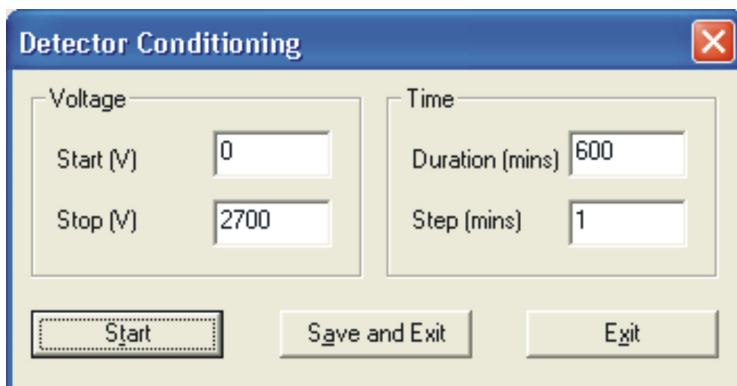 Detector Conditioning
Voltage
Start (V) 0
Stop (V) 2700
Time
Duration (mins) 600
Step (mins) 1
Start Save and Exit Exit